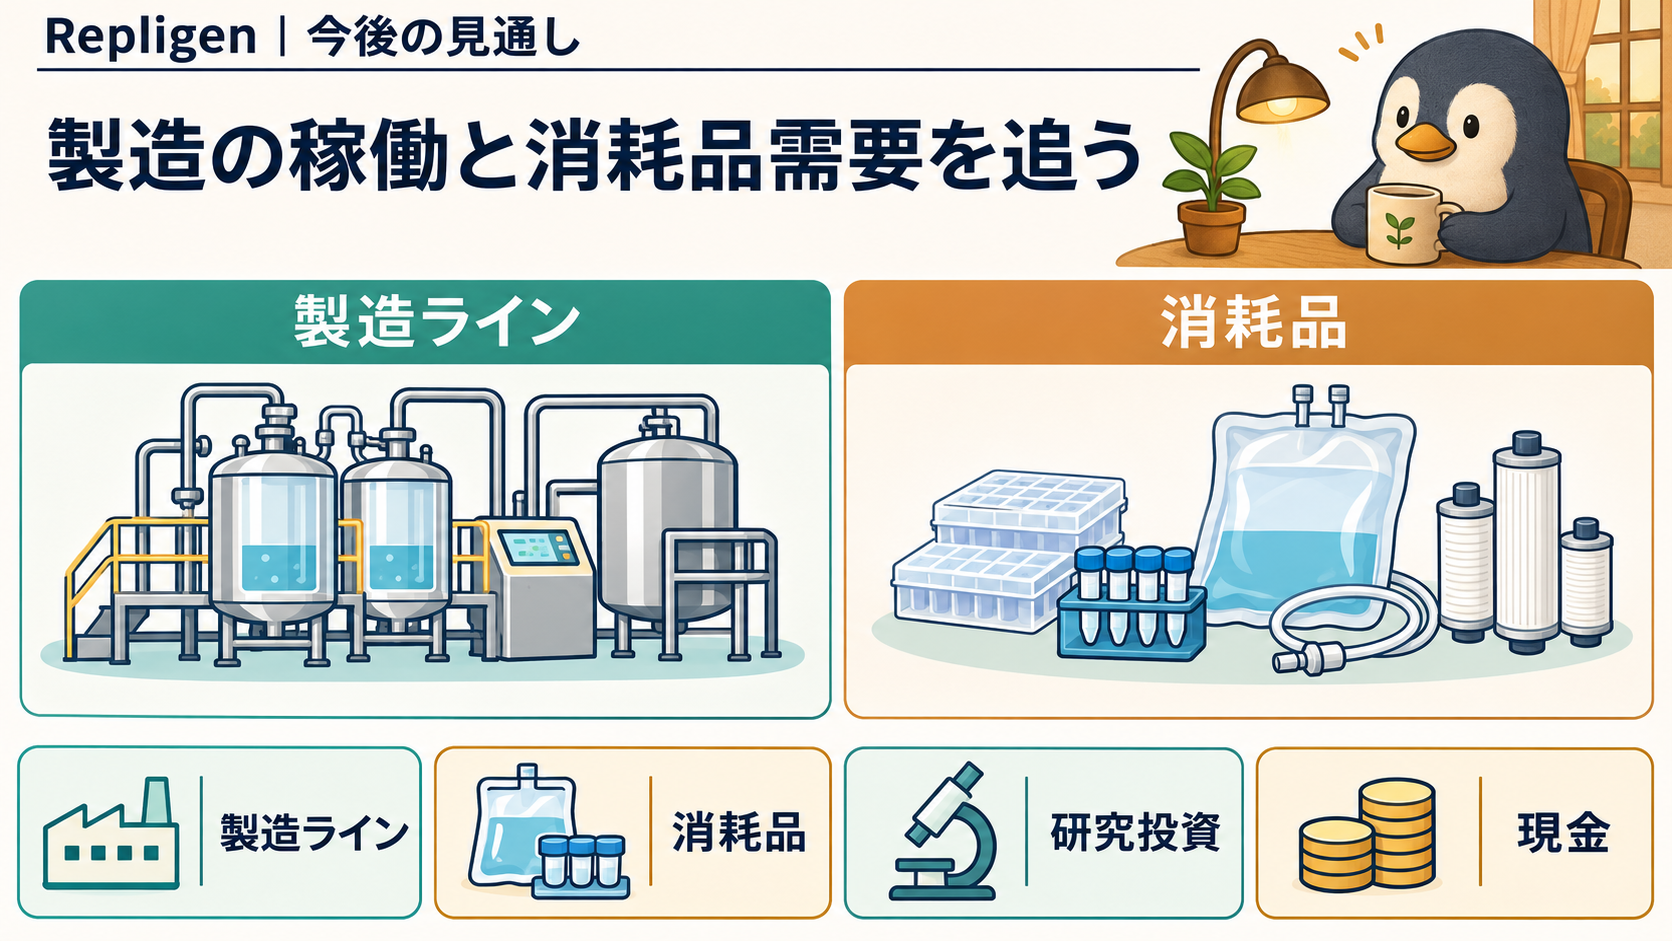 Repligen｜今後の見通し
製造の稼働と消耗品需要を追う
製造ライン
消耗品
製造ライン
消耗品
研究投資
現金